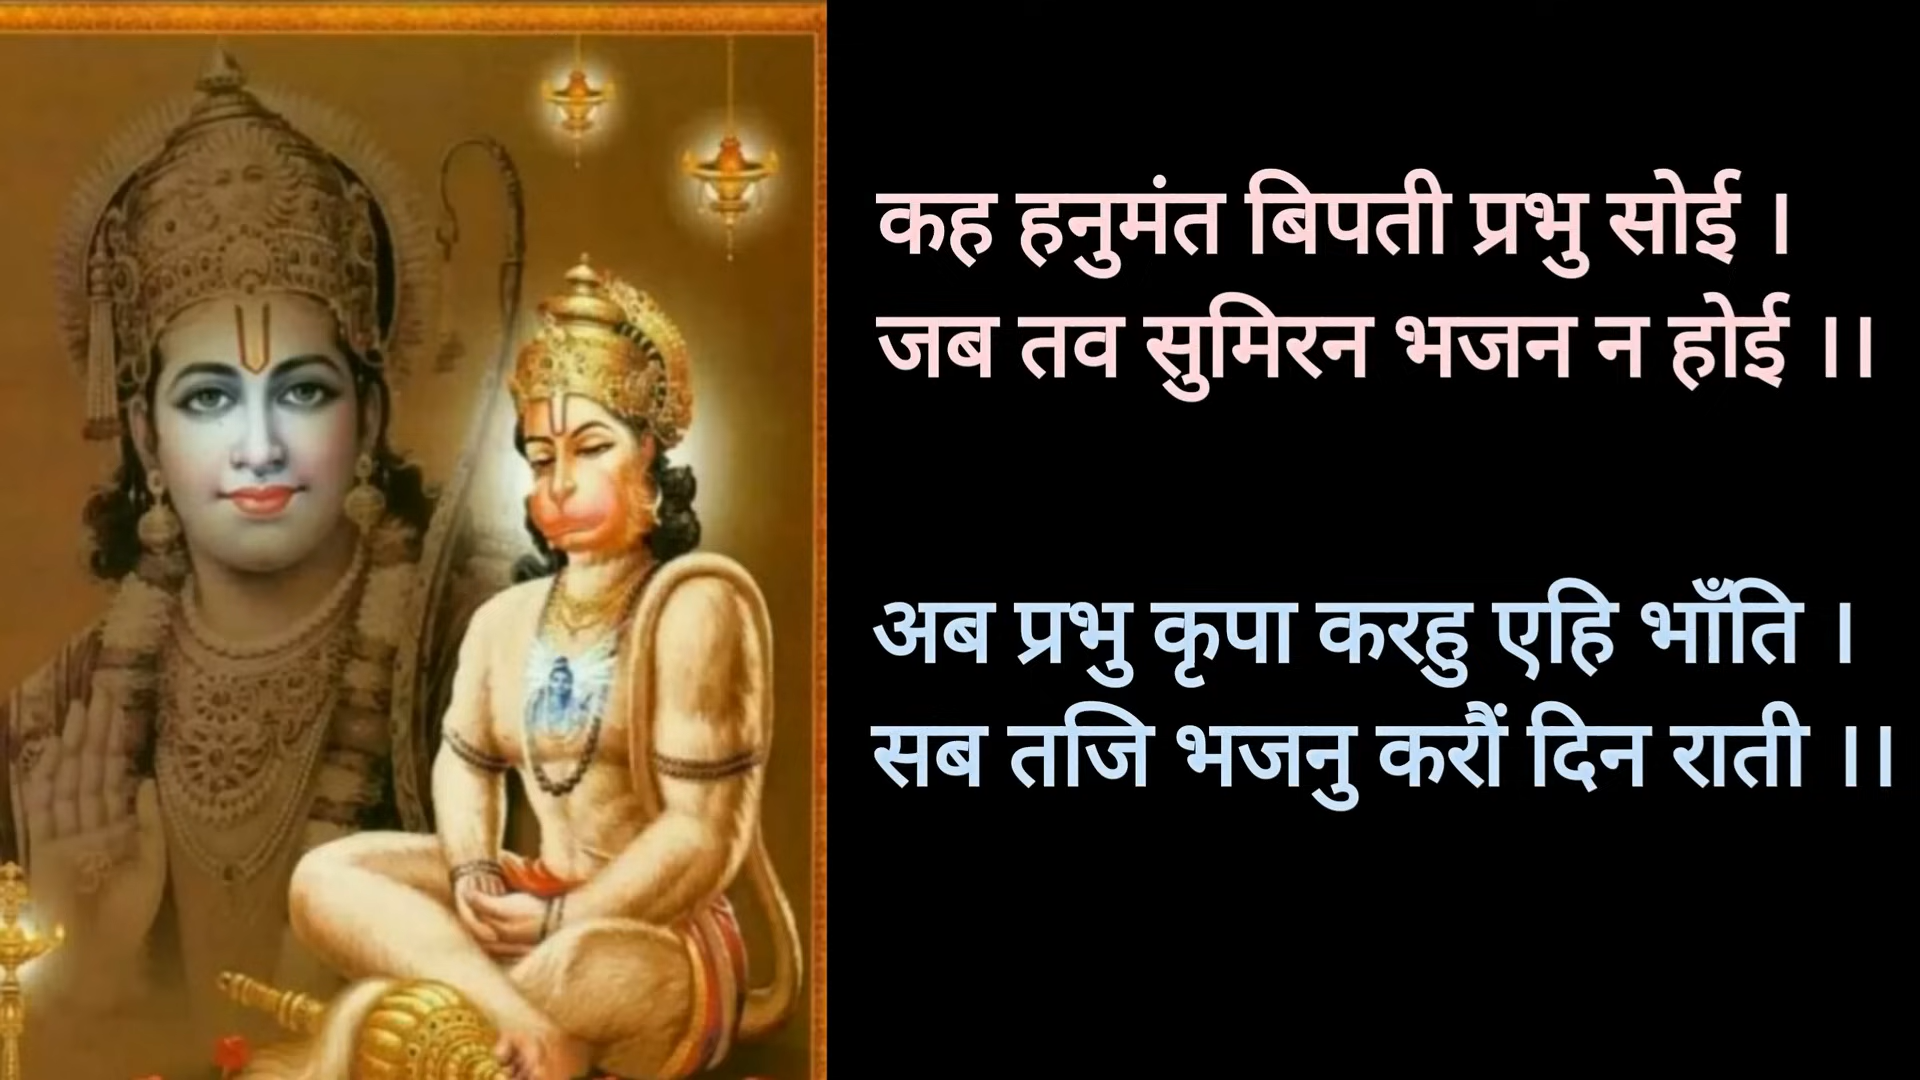 कह हनुमंत बिपती प्रभु सोई ।
जब तव सुमिरन भजन न होई ।।
अब प्रभु कृपा करहु एहि भाँति ।
सब तजि भजनु करौं दिन राती ।।